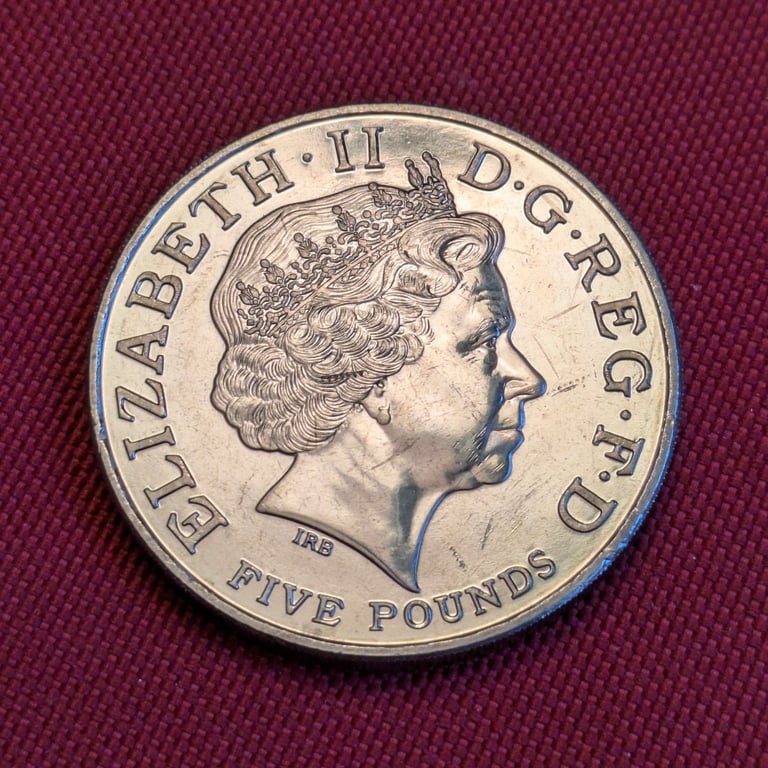 ELIZABETH · II D·G·REG·F·D
FIVE POUNDS
IRB